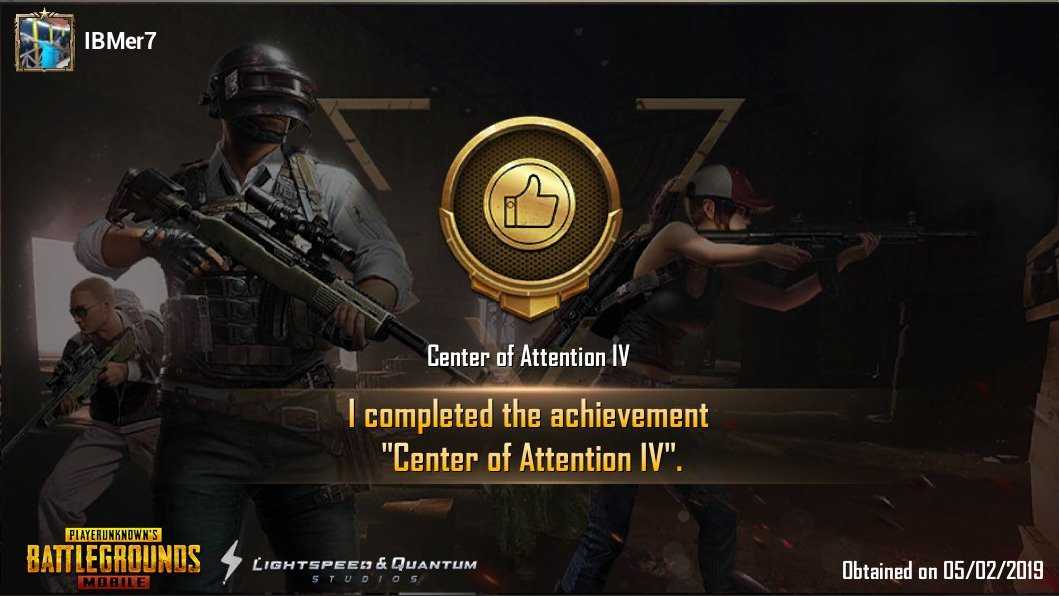 IBMer7
Center of Attention IV
I completed the achievement
"Center of Attention IV".
PLAYERUNKNOWN'S
BATTLEGROUNDS
MOBILE
LIGHTSPEED & QUANTUM
STUDIOS
Obtained on 05/02/2019